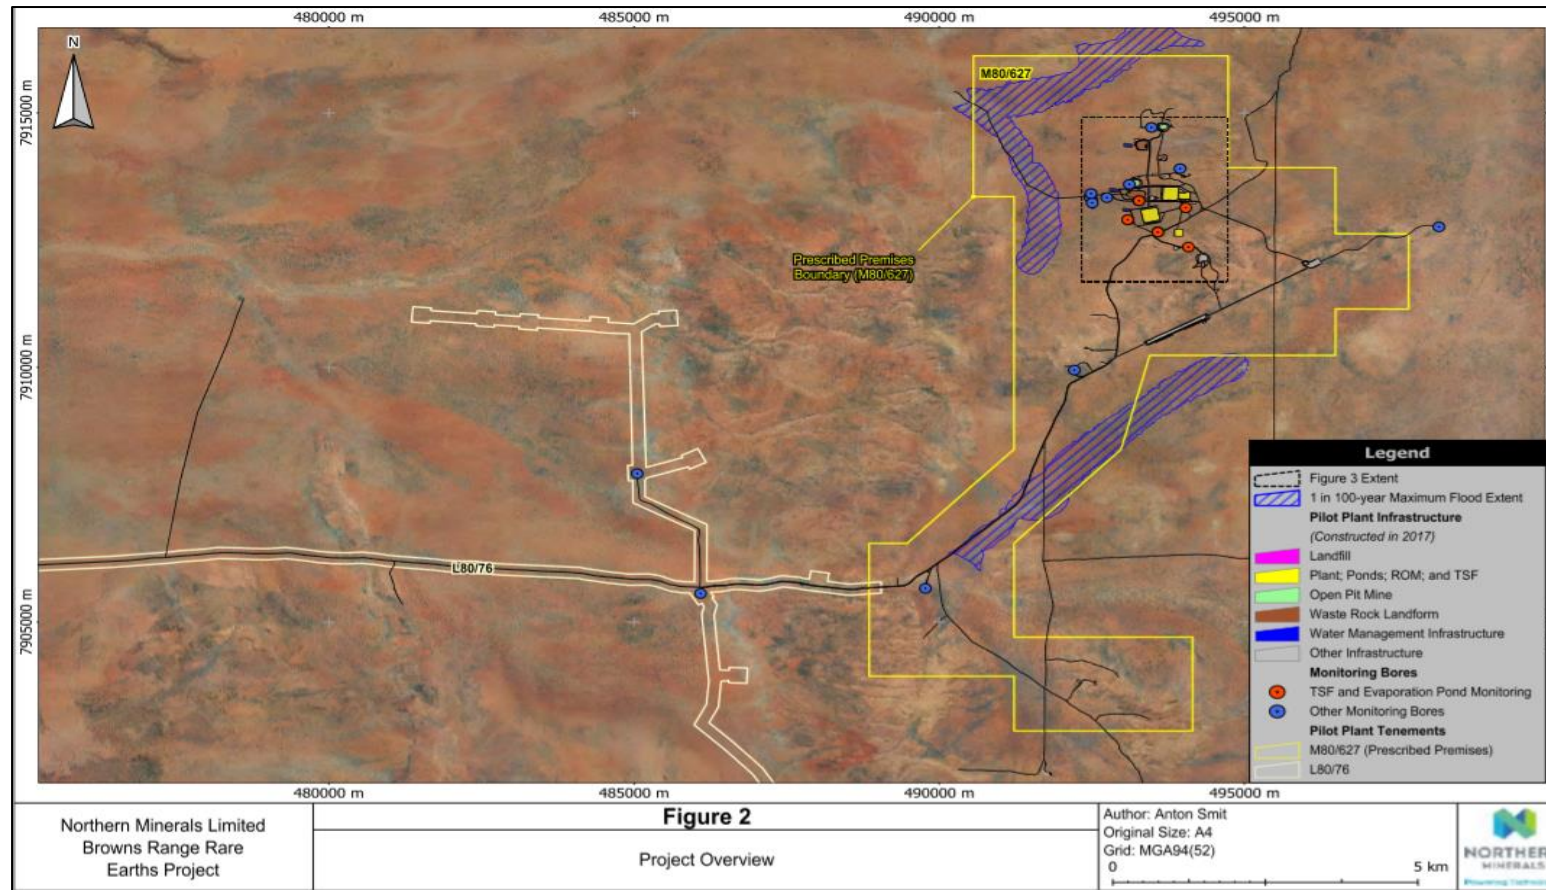 480000 m
485000 m
490000 m
495000 m
N
M80/627
7915000 m
Prescribed Premises
Boundary (M80/627)
7910000 m
L80/76
7905000 m
Legend
Figure 3 Extent
1 in 100-year Maximum Flood Extent
Pilot Plant Infrastructure
(Constructed in 2017)
Landfill
Plant; Ponds; ROM; and TSF
Open Pit Mine
Waste Rock Landform
Water Management Infrastructure
Other Infrastructure
Monitoring Bores
TSF and Evaporation Pond Monitoring
Other Monitoring Bores
Pilot Plant Tenements
M80/627 (Prescribed Premises)
L80/76
480000 m
485000 m
490000 m
495000 m
Northern Minerals Limited
Browns Range Rare
Earths Project
Figure 2
Project Overview
Author: Anton Smit
Original Size: A4
Grid: MGA94(52)
0
5 km
NORTHER
MINERALS
Powering